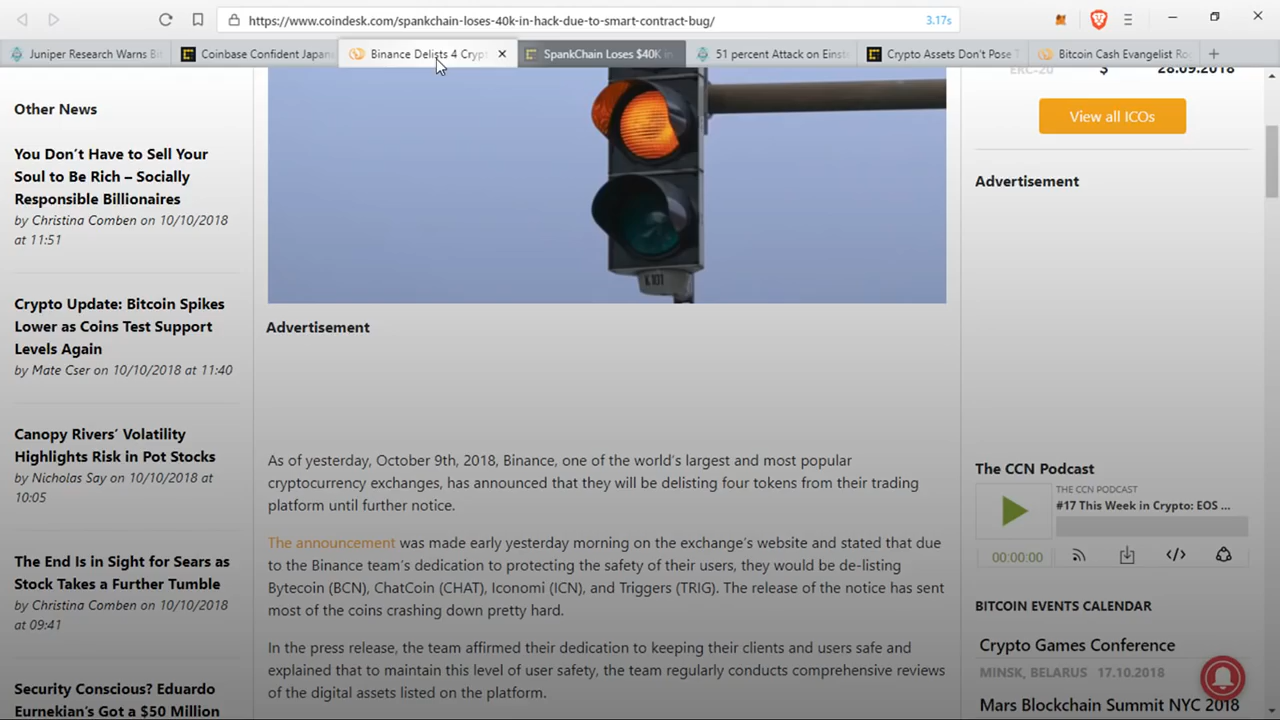 https://www.coindesk.com/spankchain-loses-40k-in-hack-due-to-smart-contract-bug/
3.17s
Juniper Research Warns Bi
Coinbase Confident Japan
Binance Delists 4 Crypt
SpankChain Loses $40K in
51 percent Attack on Einst
Crypto Assets Don't Pose T
Bitcoin Cash Evangelist Ro
Other News
You Don't Have to Sell Your
Soul to Be Rich – Socially
Responsible Billionaires
by Christina Comben on 10/10/2018
at 11:51
Crypto Update: Bitcoin Spikes
Lower as Coins Test Support
Levels Again
by Mate Cser on 10/10/2018 at 11:40
Canopy Rivers' Volatility
Highlights Risk in Pot Stocks
by Nicholas Say on 10/10/2018 at
10:05
The End Is in Sight for Sears as
Stock Takes a Further Tumble
by Christina Comben on 10/10/2018
at 09:41
Security Conscious? Eduardo
Eurnekian's Got a $50 Million
K 101
Advertisement
As of yesterday, October 9th, 2018, Binance, one of the world's largest and most popular
cryptocurrency exchanges, has announced that they will be delisting four tokens from their trading
platform until further notice.
The announcement was made early yesterday morning on the exchange's website and stated that due
to the Binance team's dedication to protecting the safety of their users, they would be de-listing
Bytecoin (BCN), ChatCoin (CHAT), Iconomi (ICN), and Triggers (TRIG). The release of the notice has sent
most of the coins crashing down pretty hard.
In the press release, the team affirmed their dedication to keeping their clients and users safe and
explained that to maintain this level of user safety, the team regularly conducts comprehensive reviews
of the digital assets listed on the platform.
ERC-20
$
28.09.2018
View all ICOs
Advertisement
The CCN Podcast
THE CCN PODCAST
#17 This Week in Crypto: EOS ...
00:00:00
BITCOIN EVENTS CALENDAR
Crypto Games Conference
MINSK, BELARUS 17.10.2018
Mars Blockchain Summit NYC 2018